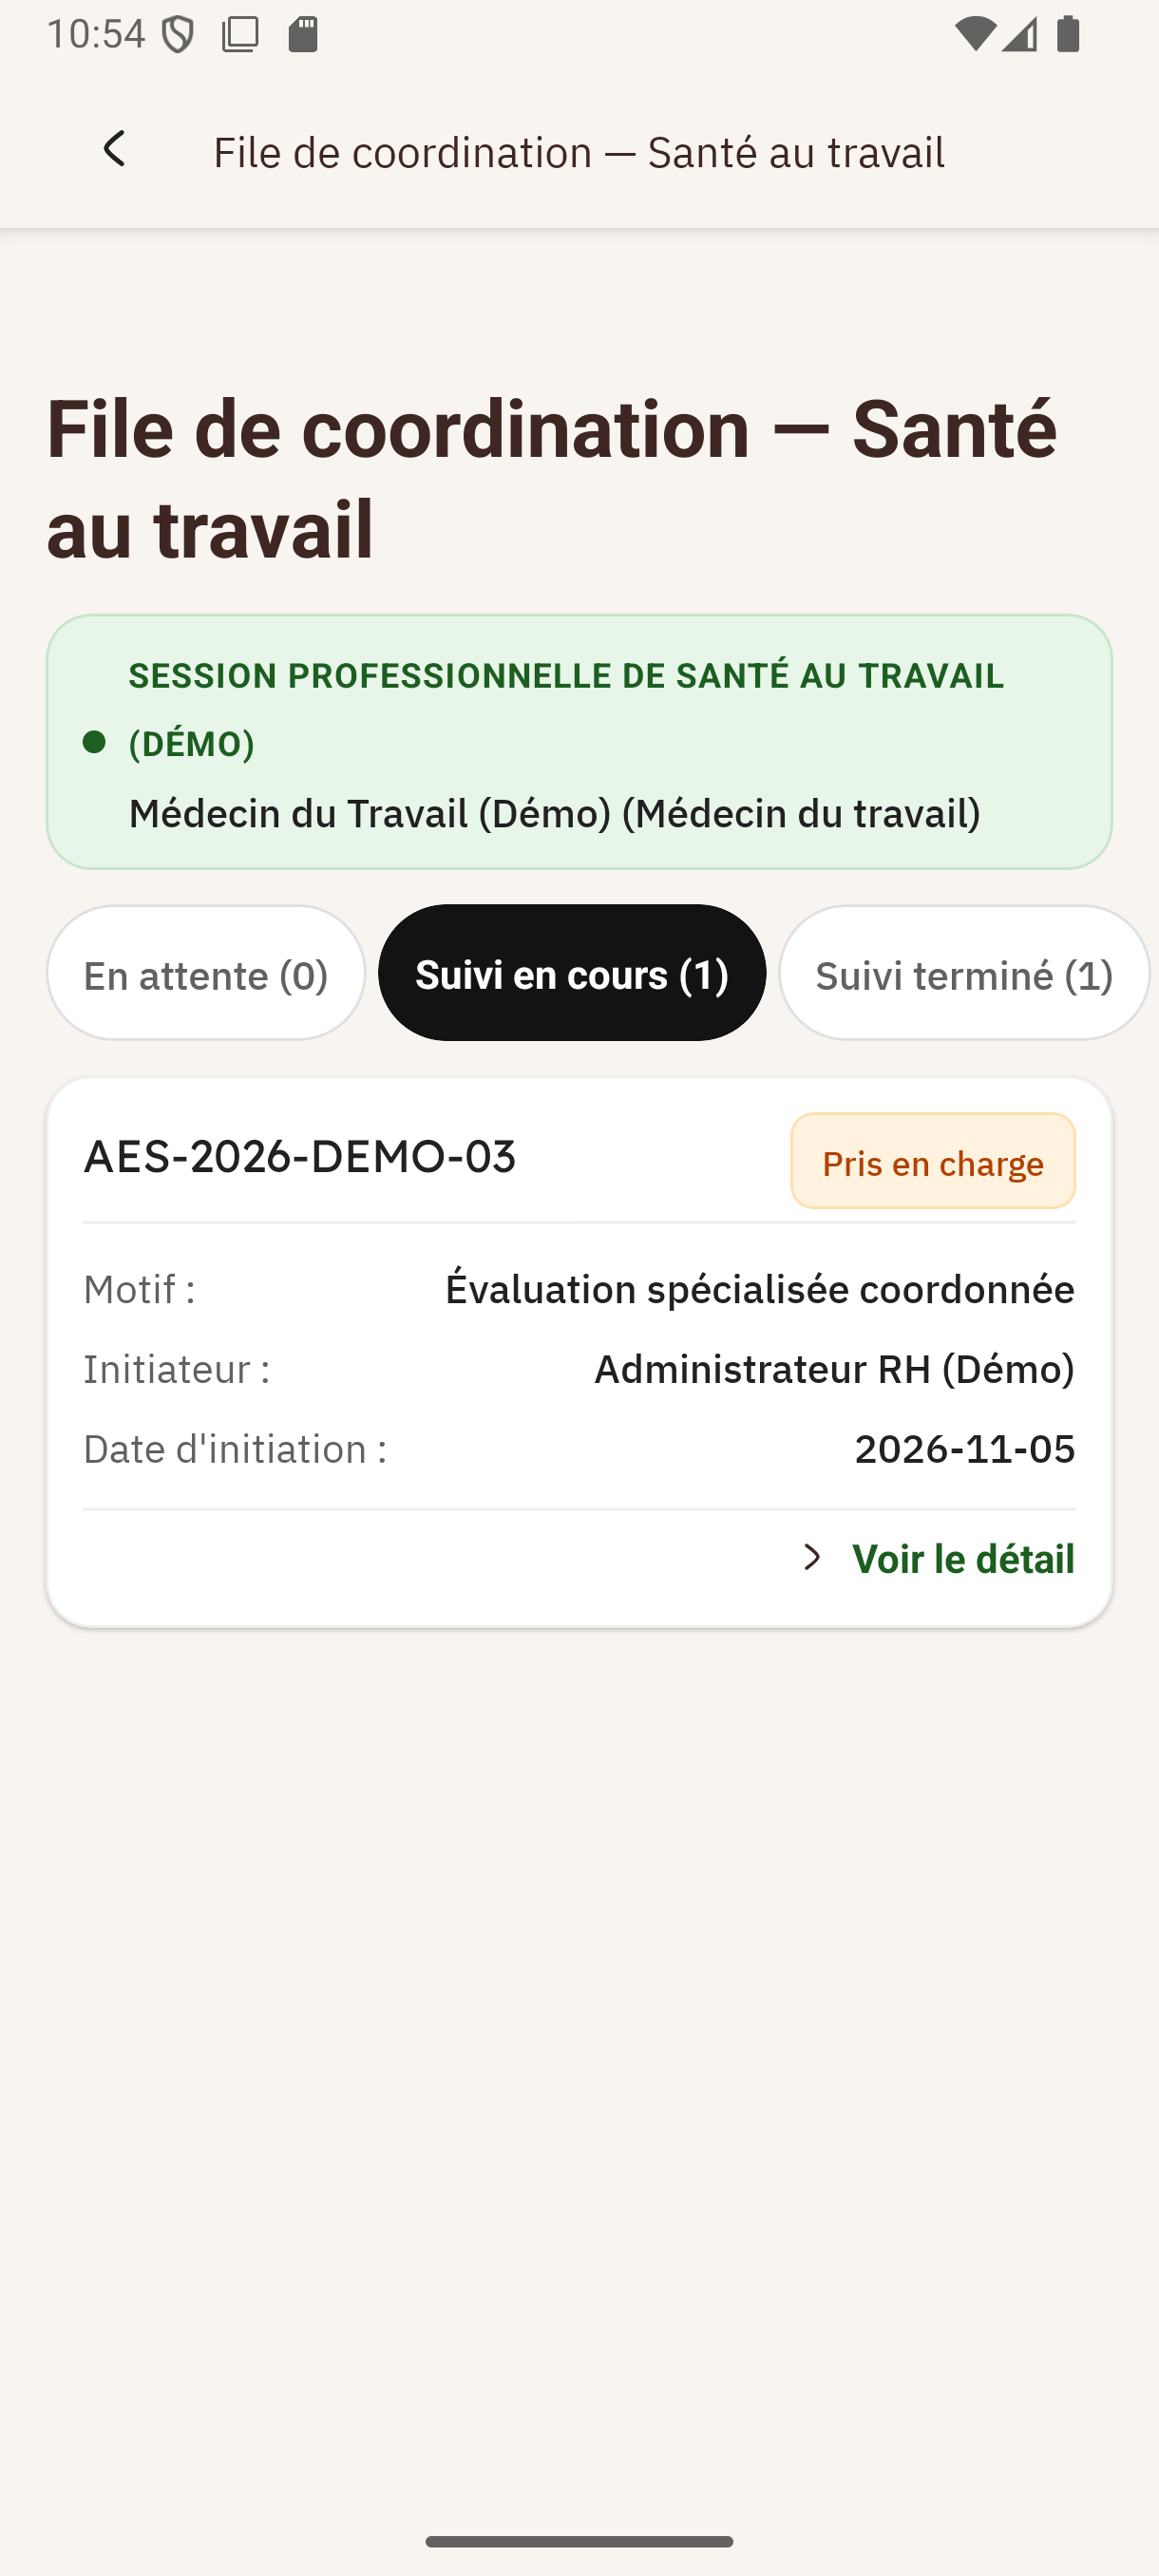 10:54
File de coordination — Santé au travail
File de coordination — Santé
au travail
SESSION PROFESSIONNELLE DE SANTÉ AU TRAVAIL
(DÉMO)
Médecin du Travail (Démo) (Médecin du travail)
En attente (0)
Suivi en cours (1)
Suivi terminé (1)
AES-2026-DEMO-03
Pris en charge
Motif : Évaluation spécialisée coordonnée
Initiateur : Administrateur RH (Démo)
Date d'initiation : 2026-11-05
Voir le détail